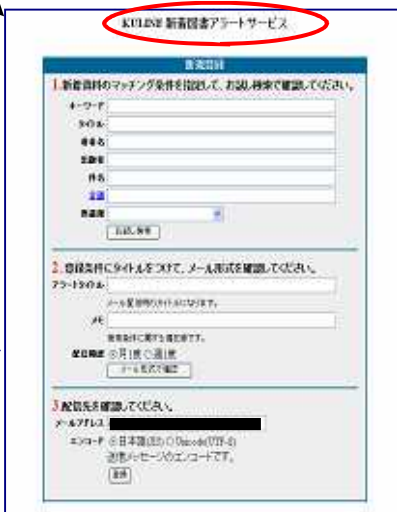 KULINE 新着図書アラートサービス
新規登録
1.新着資料のマッチング条件を指定して、お試し検索で確認してください。
キーワード
タイトル
著者名
出版者
件名
言語
所蔵館
お試し検索
2.登録条件にタイトルをつけて、メール形式を確認してください。
アラートタイトル
メール配信時のタイトルになります。
メモ
検索条件に関する備忘録です。
配信頻度 月1度 週1度
メール形式で確認
3.配信先を確認してください。
メールアドレス
エンコード 日本語(JIS) Unicode(UTF-8)
送信メッセージのエンコードです。
登録